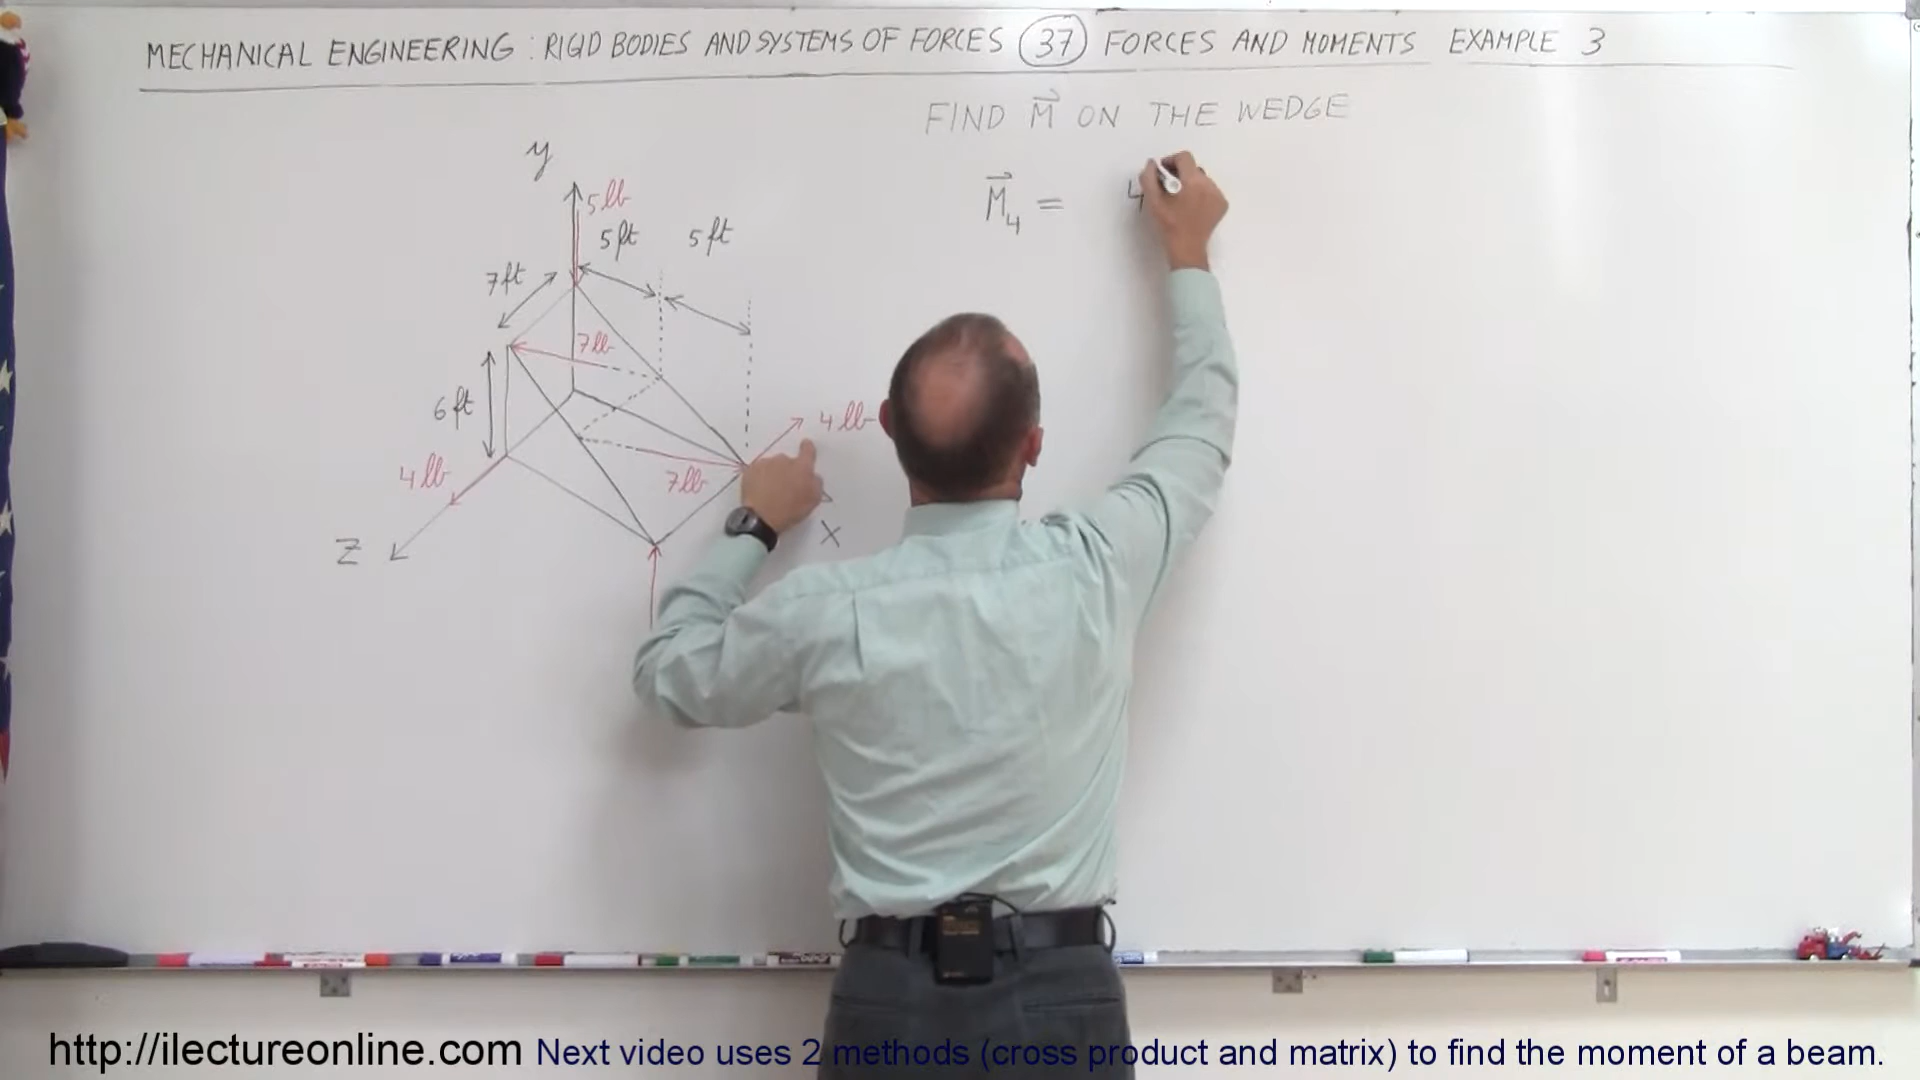 MECHANICAL ENGINEERING: RIGID BODIES AND SYSTEMS OF FORCES 37 FORCES AND MOMENTS EXAMPLE 3
FIND M⃗ ON THE WEDGE
M⃗₄ = 4
y
5 lb
5 ft 5 ft
7 ft
7 lb
6 ft
4 lb
4 lb
7 lb
X
Z
http://ilectureonline.com Next video uses 2 methods (cross product and matrix) to find the moment of a beam.